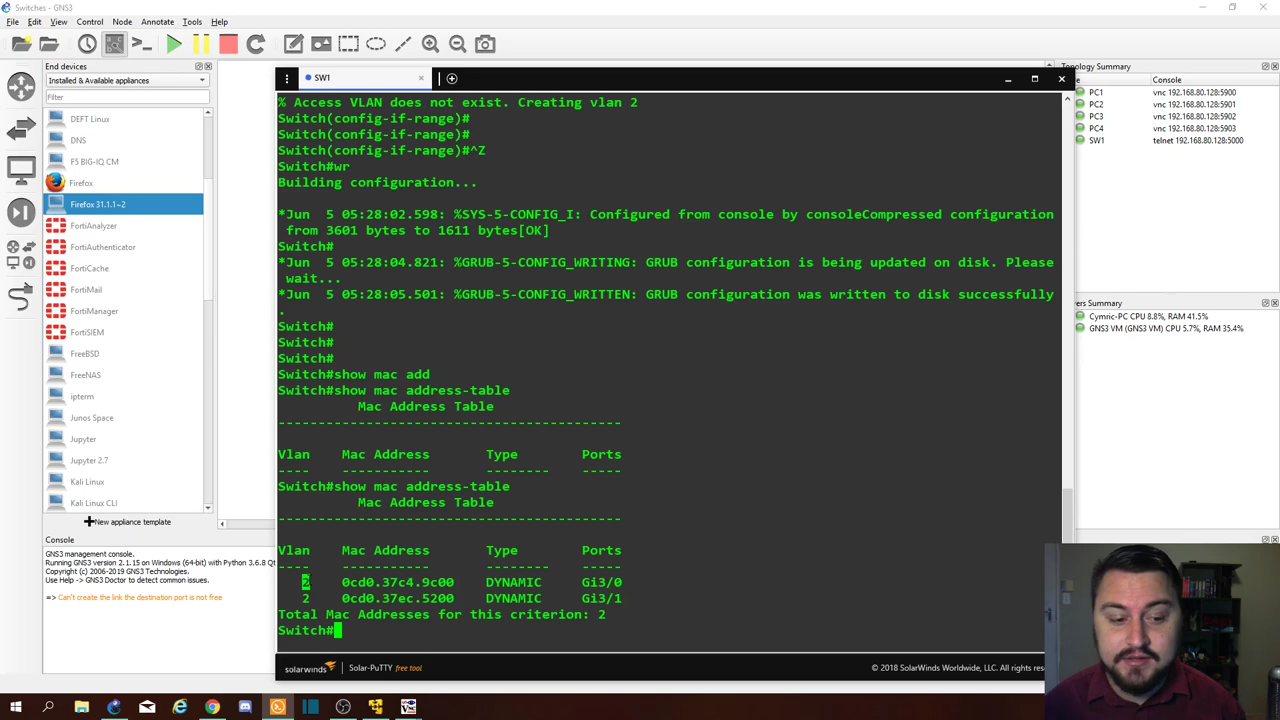 Switches - GNS3
File Edit View Control Node Annotate Tools Help
End devices
Installed & Available appliances
Filter
DEFT Linux
DNS
F5 BIG-IQ CM
Firefox
Firefox 31.1.1~2
FortiAnalyzer
FortiAuthenticator
FortiCache
FortiMail
FortiManager
FortiSIEM
FreeBSD
FreeNAS
ipterm
Junos Space
Jupyter
Jupyter 2.7
Kali Linux
Kali Linux CLI
New appliance template
Console
GNS3 management console.
Running GNS3 version 2.1.15 on Windows (64-bit) with Python 3.6.8 Qt
Copyright (c) 2006-2019 GNS3 Technologies.
Use Help -> GNS3 Doctor to detect common issues.
=> Can't create the link the destination port is not free
SW1
% Access VLAN does not exist. Creating vlan 2
Switch(config-if-range)#
Switch(config-if-range)#
Switch(config-if-range)#^Z
Switch#wr
Building configuration...
*Jun  5 05:28:02.598: %SYS-5-CONFIG_I: Configured from console by consoleCompressed configuration
from 3601 bytes to 1611 bytes[OK]
Switch#
*Jun  5 05:28:04.821: %GRUB-5-CONFIG_WRITING: GRUB configuration is being updated on disk. Please
wait...
*Jun  5 05:28:05.501: %GRUB-5-CONFIG_WRITTEN: GRUB configuration was written to disk successfully
.
Switch#
Switch#
Switch#
Switch#show mac add
Switch#show mac address-table
Mac Address Table
-------------------------------------------
Vlan    Mac Address       Type        Ports
----    -----------       --------    -----
Switch#show mac address-table
Mac Address Table
-------------------------------------------
Vlan    Mac Address       Type        Ports
----    -----------       --------    -----
2    0cd0.37c4.9c00    DYNAMIC     Gi3/0
2    0cd0.37ec.5200    DYNAMIC     Gi3/1
Total Mac Addresses for this criterion: 2
Switch#
solarwinds Solar-PuTTY free tool
© 2018 SolarWinds Worldwide, LLC. All rights rese
Topology Summary
Node Console
PC1 vnc 192.168.80.128:5900
PC2 vnc 192.168.80.128:5901
PC3 vnc 192.168.80.128:5902
PC4 vnc 192.168.80.128:5903
SW1 telnet 192.168.80.128:5000
ers Summary
Cymric-PC CPU 8.8%, RAM 41.5%
GNS3 VM (GNS3 VM) CPU 5.7%, RAM 35.4%